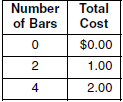 Number Total
of Bars Cost
0 $0.00
2 1.00
4 2.00